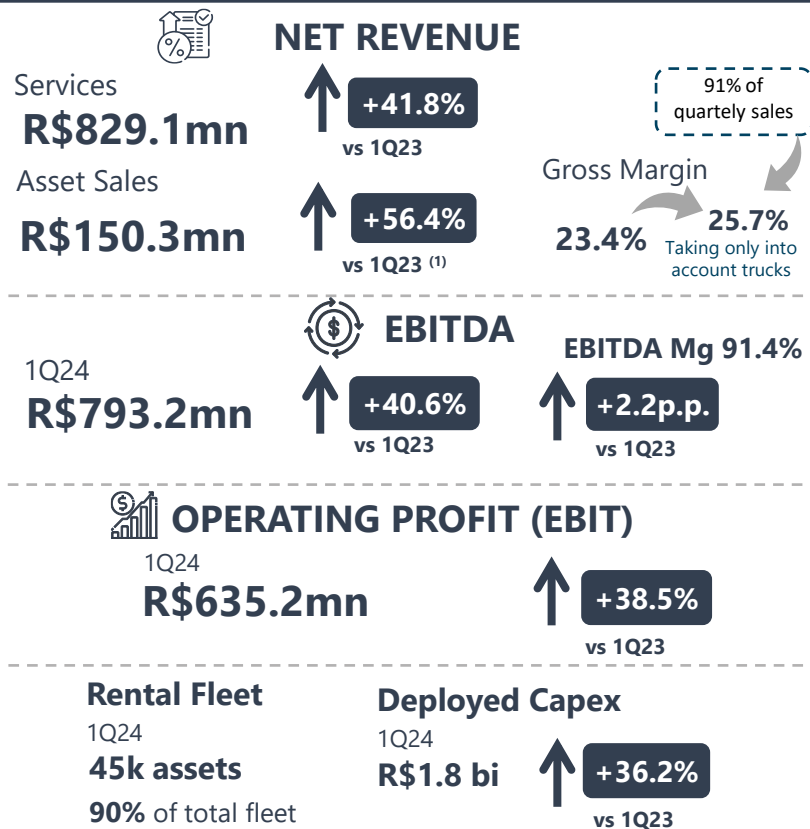 NET REVENUE
Services
R$829.1mn
+41.8%
vs 1Q23
Asset Sales
R$150.3mn
+56.4%
vs 1Q23 (1)
91% of
quartely sales
Gross Margin
23.4%
25.7%
Taking only into
account trucks
EBITDA
1Q24
R$793.2mn
+40.6%
vs 1Q23
EBITDA Mg 91.4%
+2.2p.p.
vs 1Q23
OPERATING PROFIT (EBIT)
1Q24
R$635.2mn
+38.5%
vs 1Q23
Rental Fleet
1Q24
45k assets
90% of total fleet
Deployed Capex
1Q24
R$1.8 bi
+36.2%
vs 1Q23